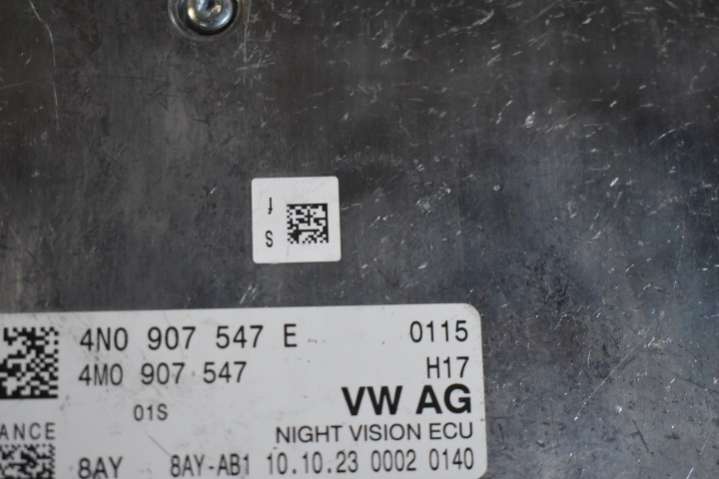 S
4N0 907 547 E 0115
4M0 907 547 H17
01S VW AG
ANCE NIGHT VISION ECU
8AY 8AY-AB1 10.10.23 0002 0140